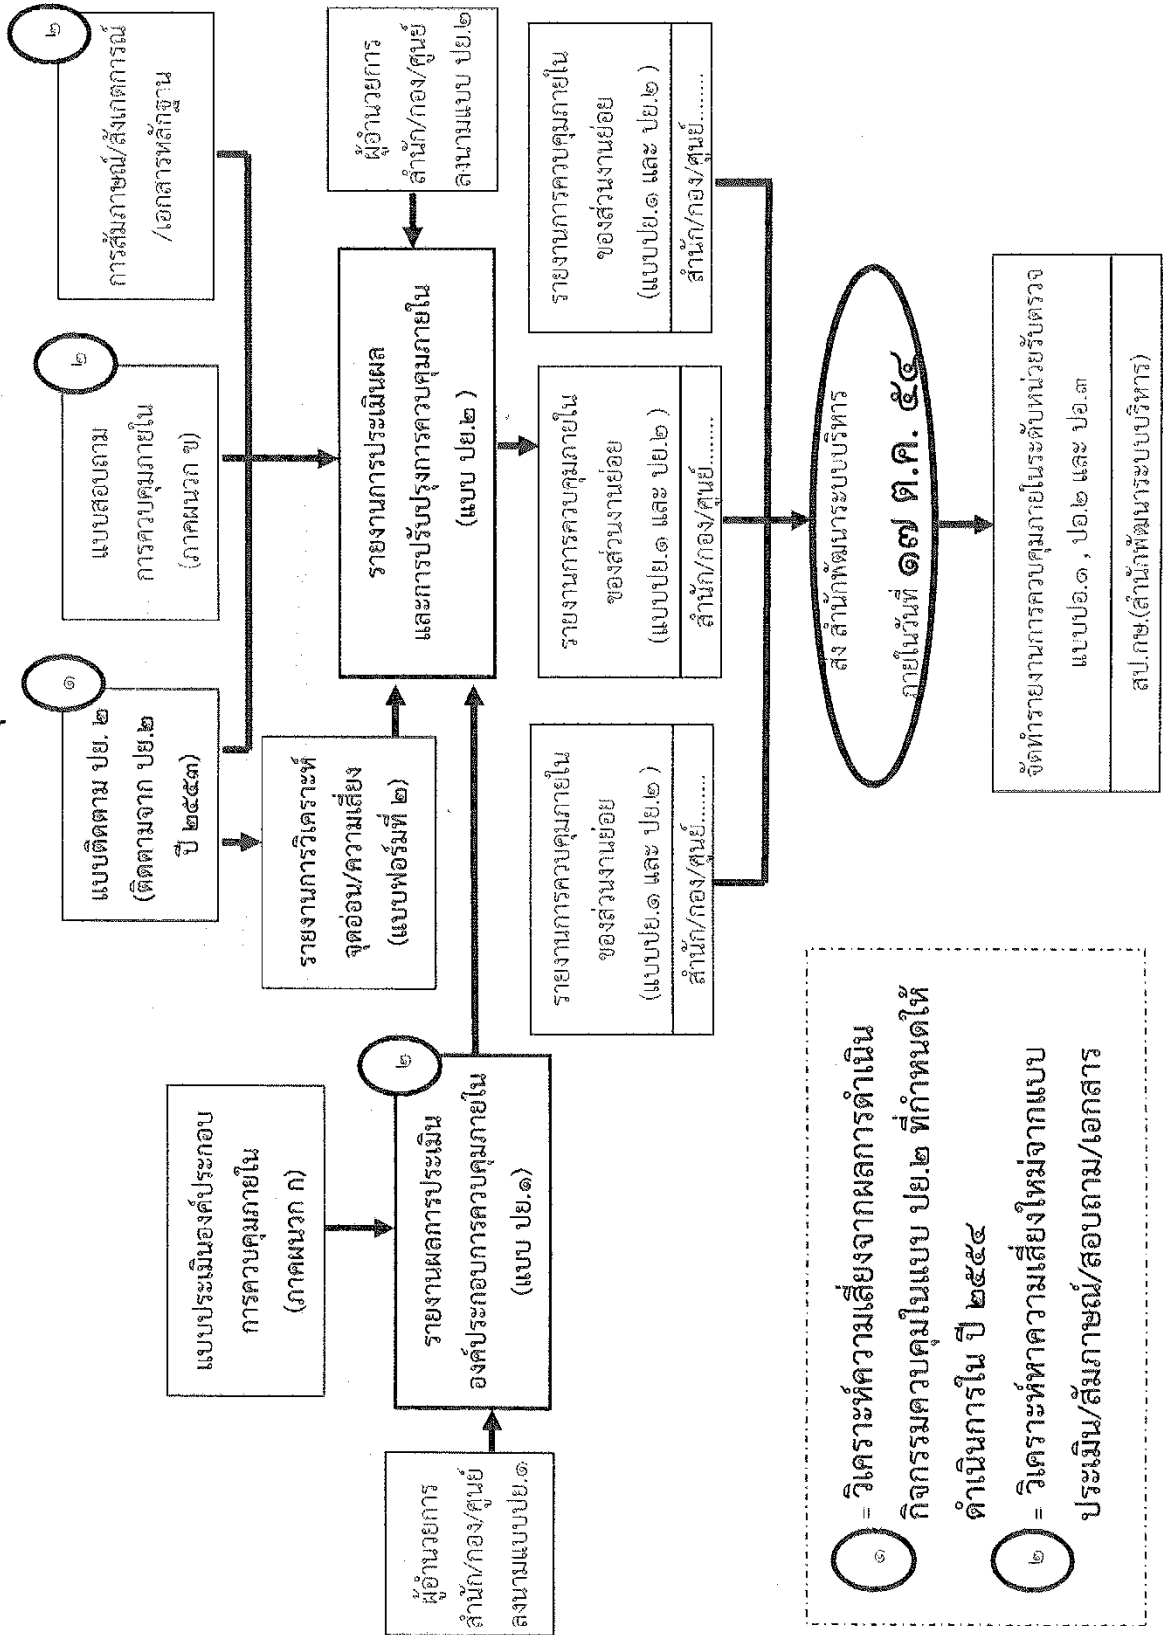 ๑
แบบติดตาม ปย. ๒
(ติดตามจาก ปย.๒
ปี ๒๕๕๓)
๒
แบบสอบถาม
การควบคุมภายใน
(ภาคผนวก ข)
๒
การสัมภาษณ์/สังเกตการณ์
/เอกสารหลักฐาน
แบบประเมินองค์ประกอบ
การควบคุมภายใน
(ภาคผนวก ก)
รายงานการวิเคราะห์
จุดอ่อน/ความเสี่ยง
(แบบฟอร์มที่ ๒)
ผู้อำนวยการ
สำนัก/กอง/ศูนย์
ลงนามแบบ ปย.๒
รายงานการประเมินผล
และการปรับปรุงการควบคุมภายใน
(แบบ ปย.๒ )
๒
รายงานผลการประเมิน
องค์ประกอบการควบคุมภายใน
(แบบ ปย.๑)
ผู้อำนวยการ
สำนัก/กอง/ศูนย์
ลงนามแบบปย.๑
รายงานการควบคุมภายใน
ของส่วนงานย่อย
(แบบปย.๑ และ ปย.๒ )
สำนัก/กอง/ศูนย์........
รายงานการควบคุมภายใน
ของส่วนงานย่อย
(แบบปย.๑ และ ปย.๒)
สำนัก/กอง/ศูนย์........
รายงานการควบคุมภายใน
ของส่วนงานย่อย
(แบบปย.๑ และ ปย.๒ )
สำนัก/กอง/ศูนย์........
ส่ง สำนักพัฒนาระบบบริหาร
ภายในวันที่ ๑๗ ต.ค. ๕๔
จัดทำรายงานการควบคุมภายในระดับหน่วยรับตรวจ
แบบปอ.๑ , ปอ.๒ และ ปอ.๓
สป.กษ.(สำนักพัฒนาระบบบริหาร)
๑ = วิเคราะห์ความเสี่ยงจากผลการดำเนิน
กิจกรรมควบคุมในแบบ ปย.๒ ที่กำหนดให้
ดำเนินการใน ปี ๒๕๕๔
๒ = วิเคราะห์หาความเสี่ยงใหม่จากแบบ
ประเมิน/สัมภาษณ์/สอบถาม/เอกสาร